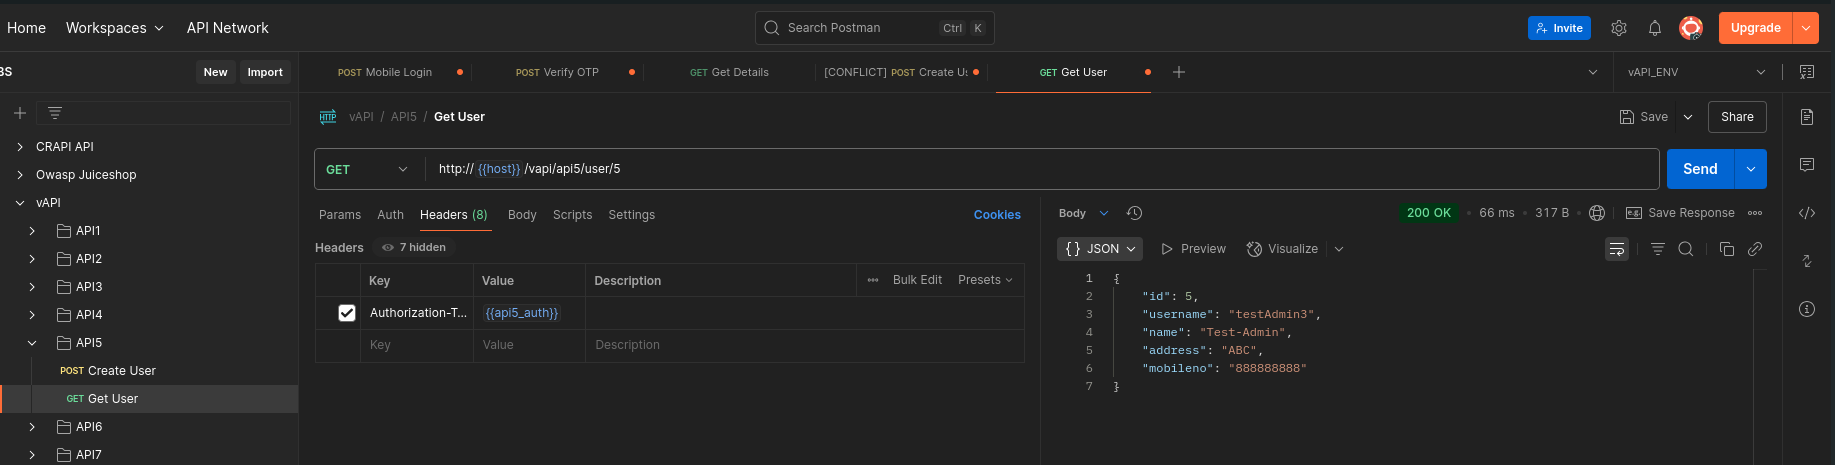 Home Workspaces API Network Search Postman Ctrl K Invite Upgrade
BS New Import POST Mobile Login POST Verify OTP GET Get Details [CONFLICT] POST Create Us GET Get User vAPI_ENV
HTTP vAPI / API5 / Get User Save Share
CRAPI API
Owasp Juiceshop
vAPI
API1
API2
API3
API4
API5
POST Create User
GET Get User
API6
API7
GET http:// {{host}} /vapi/api5/user/5 Send
Params Auth Headers (8) Body Scripts Settings Cookies
Headers 7 hidden
Key Value Description ••• Bulk Edit Presets
Authorization-T... {{api5_auth}}
Key Value Description
Body 200 OK • 66 ms • 317 B • e.g. Save Response •••
{} JSON Preview Visualize
1 {
2 "id": 5,
3 "username": "testAdmin3",
4 "name": "Test-Admin",
5 "address": "ABC",
6 "mobileno": "888888888"
7 }